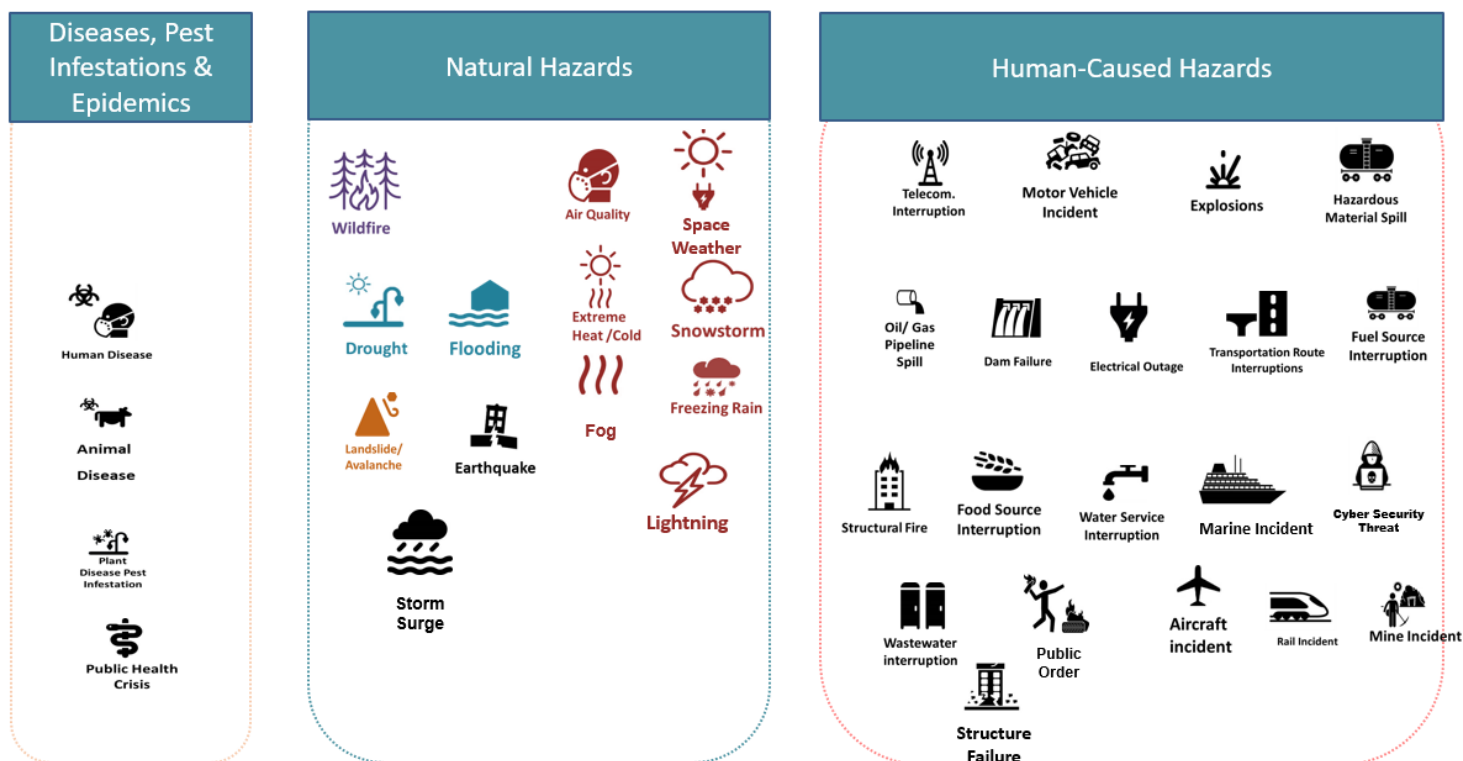 Diseases, Pest
Infestations &
Epidemics
Human Disease
Animal
Disease
Plant
Disease Pest
Infestation
Public Health
Crisis
Natural Hazards
Wildfire
Air Quality
Space
Weather
Drought
Flooding
Extreme
Heat /Cold
Snowstorm
Landslide/
Avalanche
Earthquake
Fog
Freezing Rain
Lightning
Storm
Surge
Human-Caused Hazards
Telecom.
Interruption
Motor Vehicle
Incident
Explosions
Hazardous
Material Spill
Oil/ Gas
Pipeline
Spill
Dam Failure
Electrical Outage
Transportation Route
Interruptions
Fuel Source
Interruption
Structural Fire
Food Source
Interruption
Water Service
Interruption
Marine Incident
Cyber Security
Threat
Wastewater
interruption
Public
Order
Aircraft
incident
Rail Incident
Mine Incident
Structure
Failure